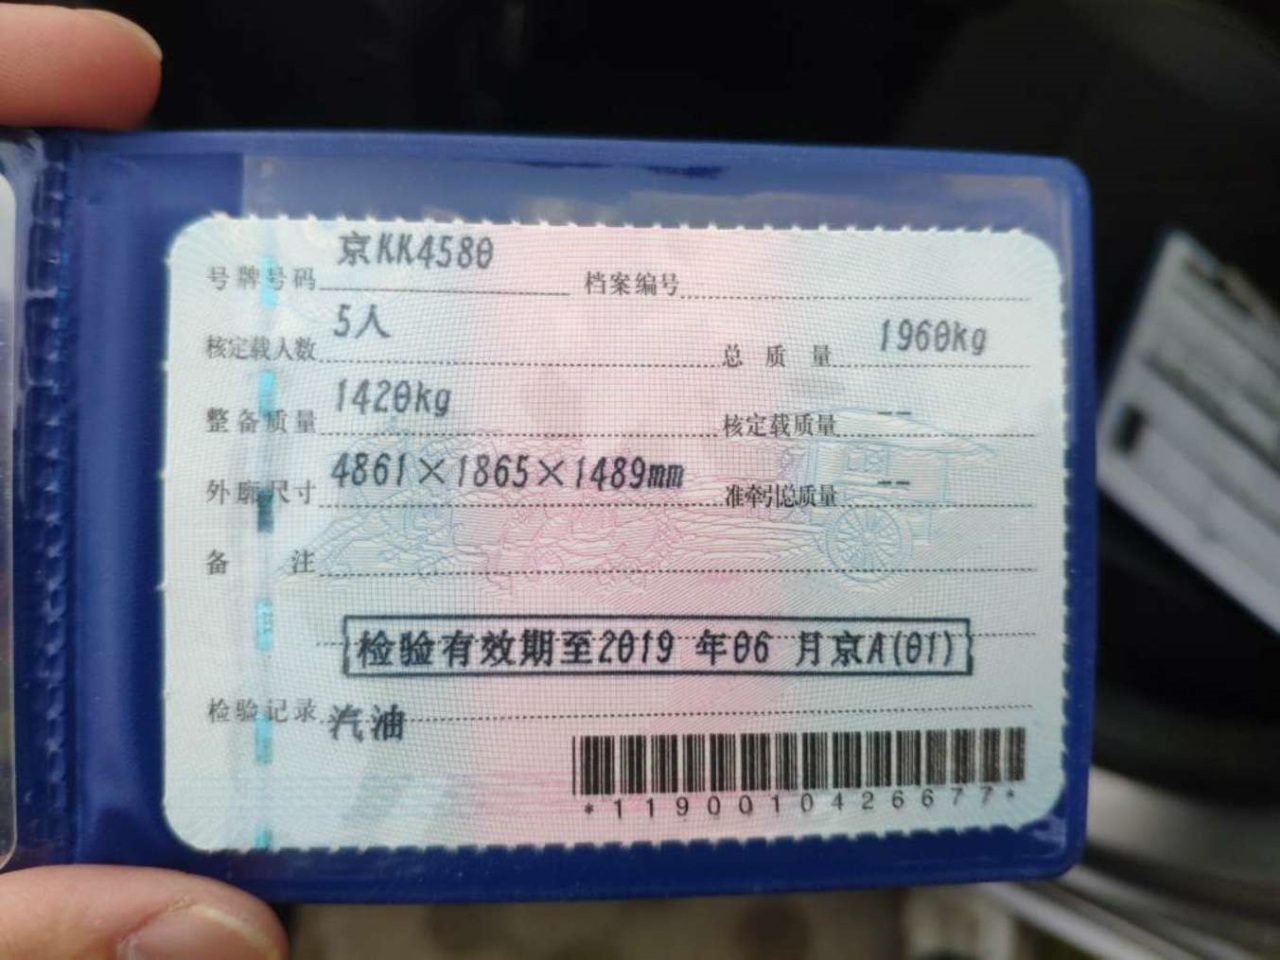 号牌号码 京KK4580 档案编号
核定载人数 5人 总质量 1960kg
整备质量 1420kg 核定载质量 --
外廓尺寸 4861×1865×1489mm 准牵引总质量 --
备注
检验有效期至2019 年06 月京A(01)
检验记录 汽油
*1190010426677*